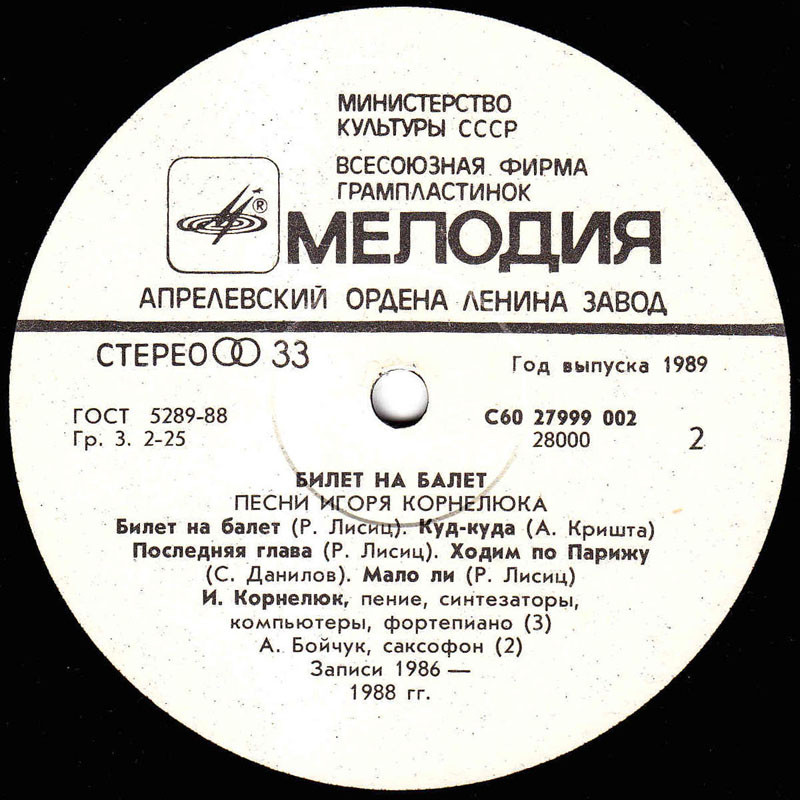 МИНИСТЕРСТВО
КУЛЬТУРЫ СССР
ВСЕСОЮЗНАЯ ФИРМА
ГРАМПЛАСТИНОК
®
МЕЛОДИЯ
АПРЕЛЕВСКИЙ ОРДЕНА ЛЕНИНА ЗАВОД
СТЕРЕО 33
Год выпуска 1989
ГОСТ 5289-88
Гр. 3. 2-25
С60 27999 002
28000
2
БИЛЕТ НА БАЛЕТ
ПЕСНИ ИГОРЯ КОРНЕЛЮКА
Билет на балет (Р. Лисиц). Куд-куда (А. Кришта)
Последняя глава (Р. Лисиц). Ходим по Парижу
(С. Данилов). Мало ли (Р. Лисиц)
И. Корнелюк, пение, синтезаторы,
компьютеры, фортепиано (3)
А. Бойчук, саксофон (2)
Записи 1986 —
1988 гг.